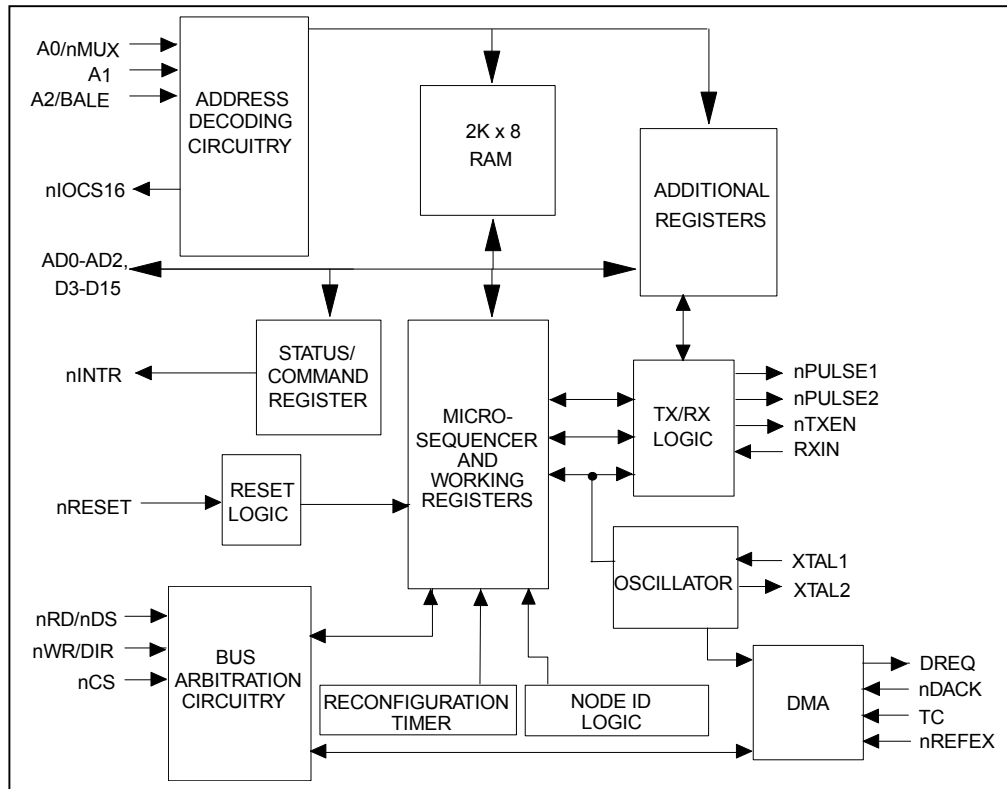 A0/nMUX
A1
A2/BALE
nIOCS16
AD0-AD2,
D3-D15
nINTR
nRESET
nRD/nDS
nWR/DIR
nCS
ADDRESS
DECODING
CIRCUITRY
2K x 8
RAM
ADDITIONAL
REGISTERS
STATUS/
COMMAND
REGISTER
MICRO-
SEQUENCER
AND
WORKING
REGISTERS
TX/RX
LOGIC
nPULSE1
nPULSE2
nTXEN
RXIN
RESET
LOGIC
OSCILLATOR
XTAL1
XTAL2
BUS
ARBITRATION
CIRCUITRY
RECONFIGURATION
TIMER
NODE ID
LOGIC
DMA
DREQ
nDACK
TC
nREFEX